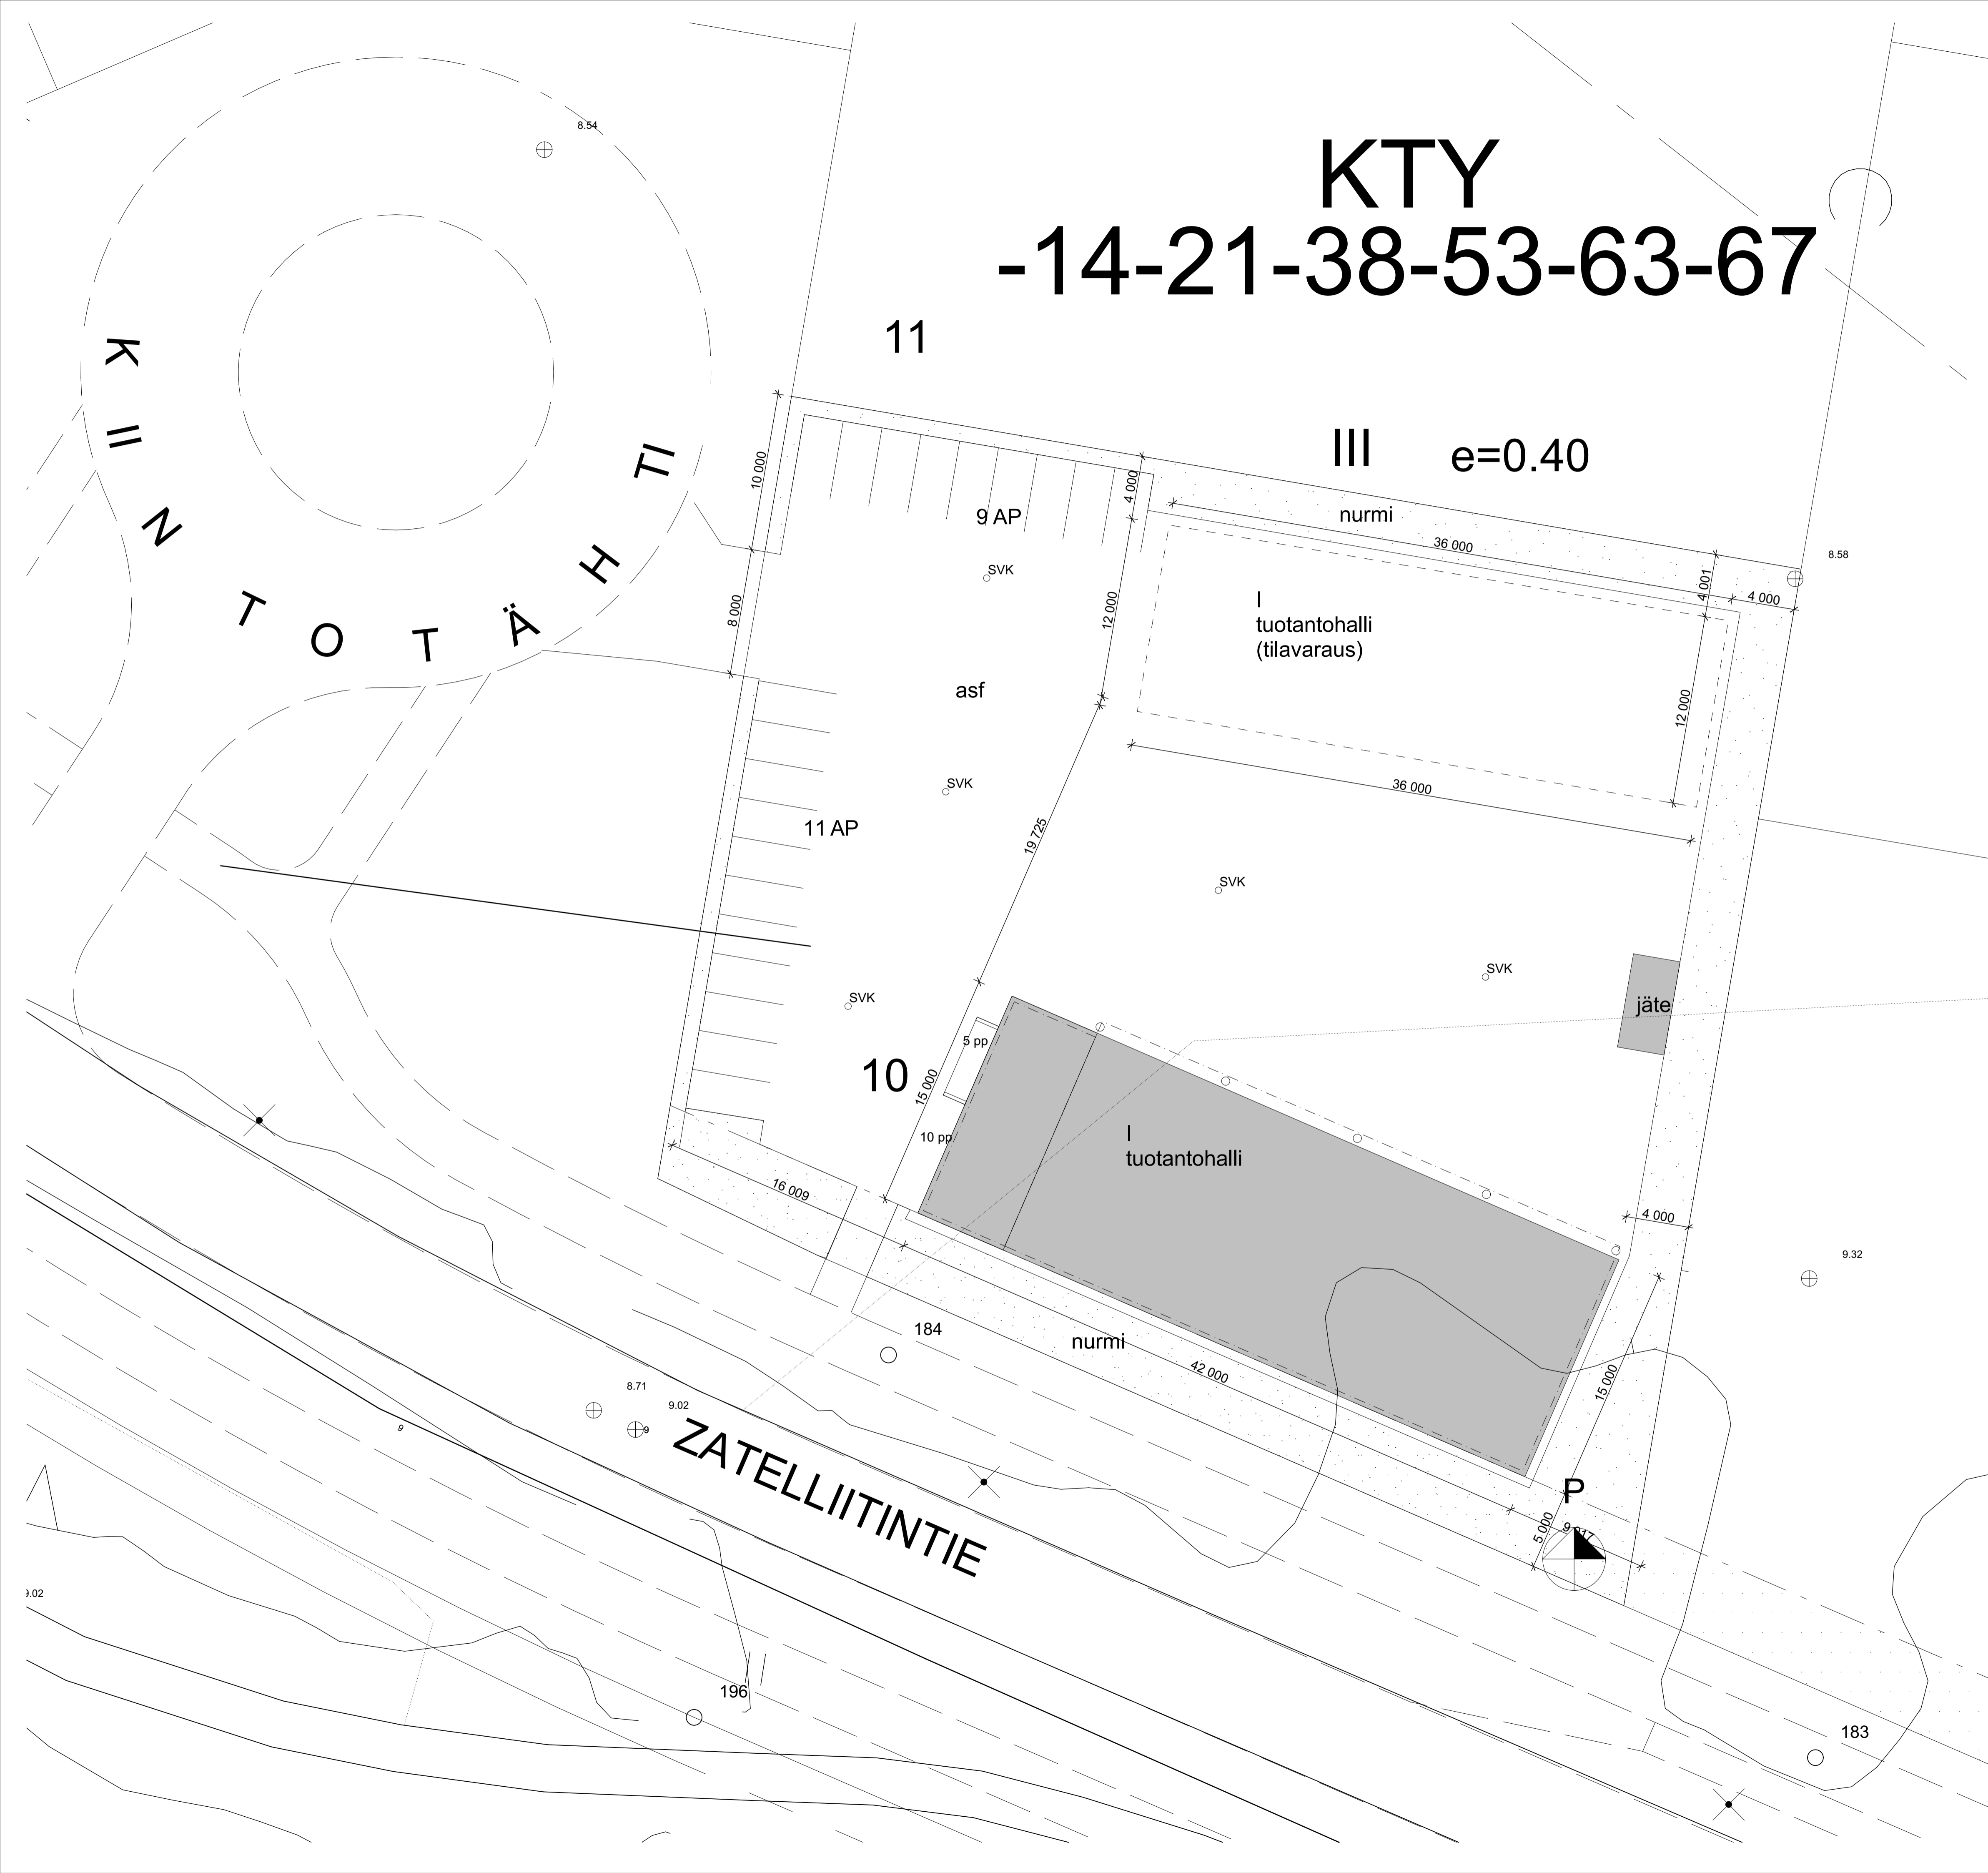 8.54
KTY
-14-21-38-53-63-67
11
III e=0.40
KIINTOTÄHTI
10 000
4 000
9 AP
nurmi
36 000
8.58
SVK
4 001
4 000
8 000
12 000
I
tuotantohalli
(tilavaraus)
asf
12 000
SVK
36 000
11 AP
19 725
SVK
SVK
SVK
jäte
5 pp
10
15 000
10 pp
I
tuotantohalli
16 009
4 000
9.32
184
nurmi
42 000
15 000
8.71
9.02
9
9
ZATELLIITINTIE
P
5 000
9.02
196
183